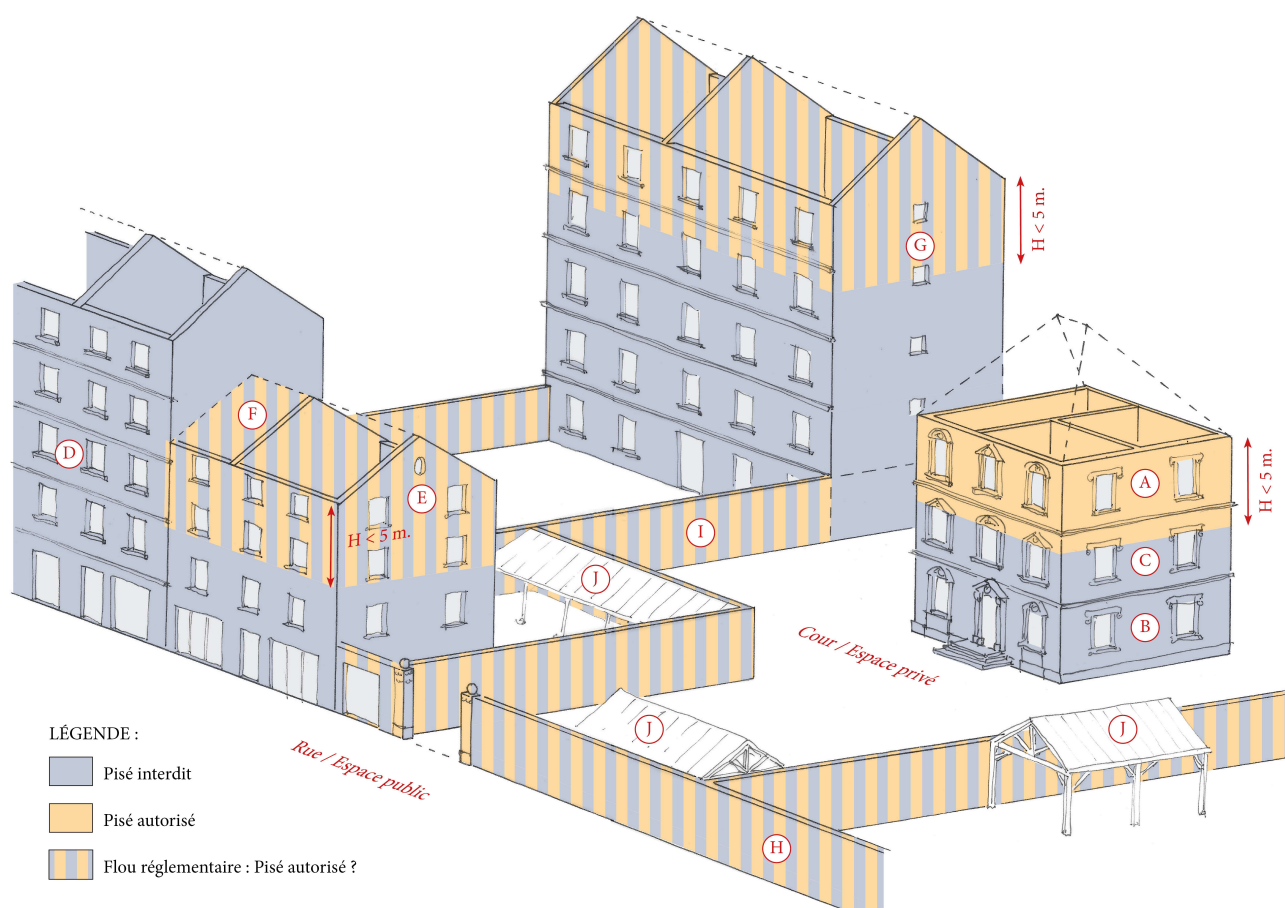 G
H < 5 m.
F
D
E
A
H < 5 m.
H < 5 m.
I
C
J
B
Cour / Espace privé
J
J
Rue / Espace public
H
LÉGENDE :
Pisé interdit
Pisé autorisé
Flou réglementaire : Pisé autorisé ?